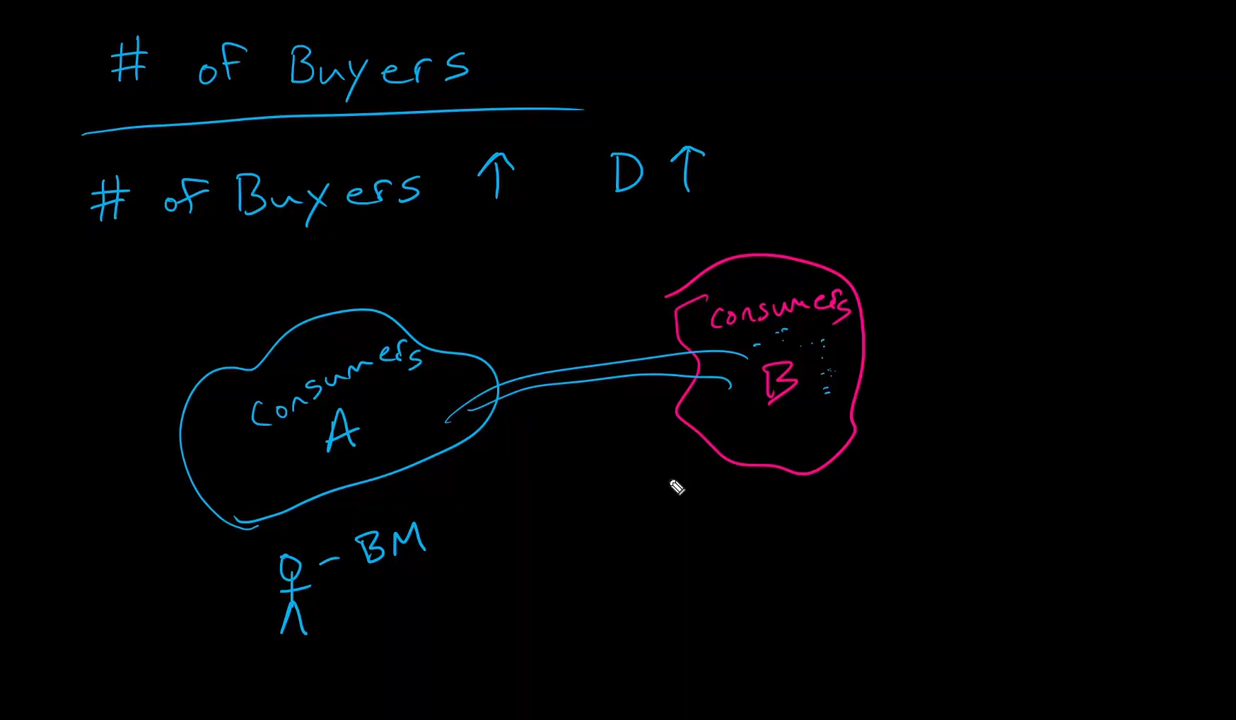 # of Buyers
# of Buyers ↑ D ↑
consumers
B
consumers
A
- BM